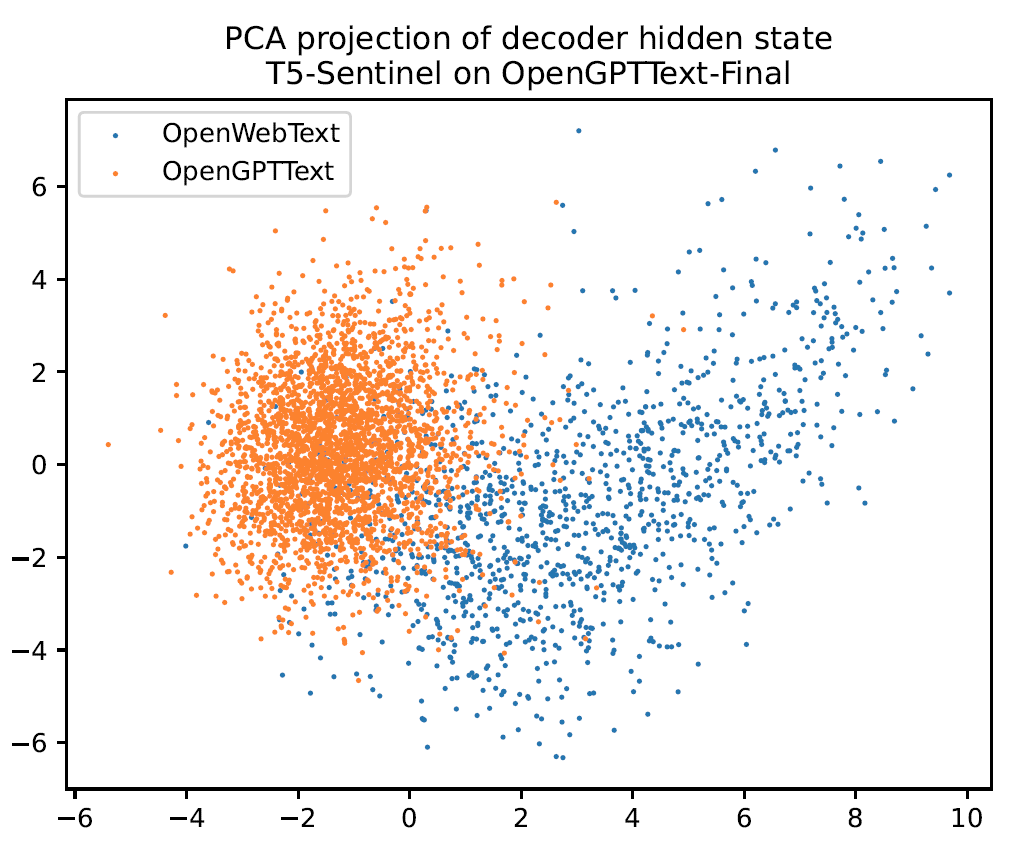 PCA projection of decoder hidden state
T5-Sentinel on OpenGPTText-Final
OpenWebText
OpenGPTText
6
4
2
0
−2
−4
−6
−6 −4 −2 0 2 4 6 8 10